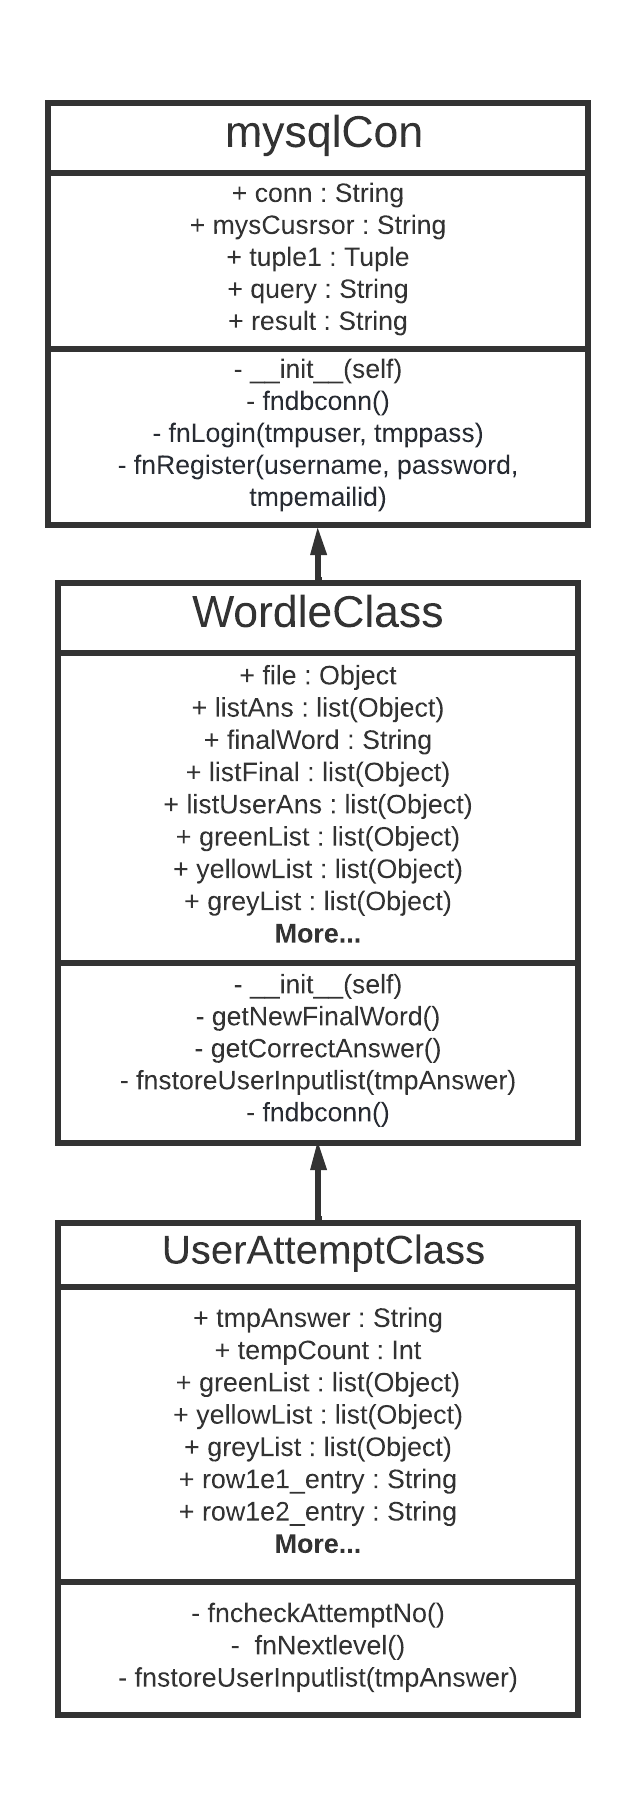 mysqlCon
+ conn : String
+ mysCusrsor : String
+ tuple1 : Tuple
+ query : String
+ result : String
- __init__(self)
- fndbconn()
- fnLogin(tmpuser, tmppass)
- fnRegister(username, password,
tmpemailid)
WordleClass
+ file : Object
+ listAns : list(Object)
+ finalWord : String
+ listFinal : list(Object)
+ listUserAns : list(Object)
+ greenList : list(Object)
+ yellowList : list(Object)
+ greyList : list(Object)
More...
- __init__(self)
- getNewFinalWord()
- getCorrectAnswer()
- fnstoreUserInputlist(tmpAnswer)
- fndbconn()
UserAttemptClass
+ tmpAnswer : String
+ tempCount : Int
+ greenList : list(Object)
+ yellowList : list(Object)
+ greyList : list(Object)
+ row1e1_entry : String
+ row1e2_entry : String
More...
- fncheckAttemptNo()
- fnNextlevel()
- fnstoreUserInputlist(tmpAnswer)